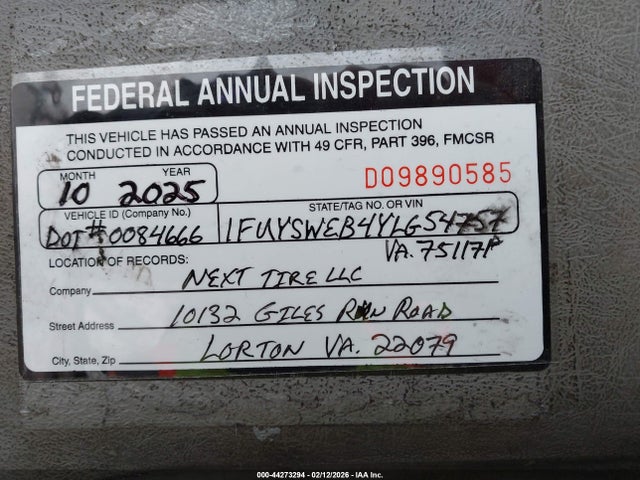 FEDERAL ANNUAL INSPECTION
THIS VEHICLE HAS PASSED AN ANNUAL INSPECTION
CONDUCTED IN ACCORDANCE WITH 49 CFR, PART 396, FMCSR
MONTH YEAR
10 2025
D09890585
VEHICLE ID (Company No.)
DOT#0084666
STATE/TAG NO. OR VIN
1FUYSWEB4YLG54757
VA. 75117P
LOCATION OF RECORDS:
Company NEXT TIRE LLC
Street Address 10132 GILES RUN ROAD
City, State, Zip LORTON VA. 22079
000-44273294 - 02/12/2026 - IAA Inc.